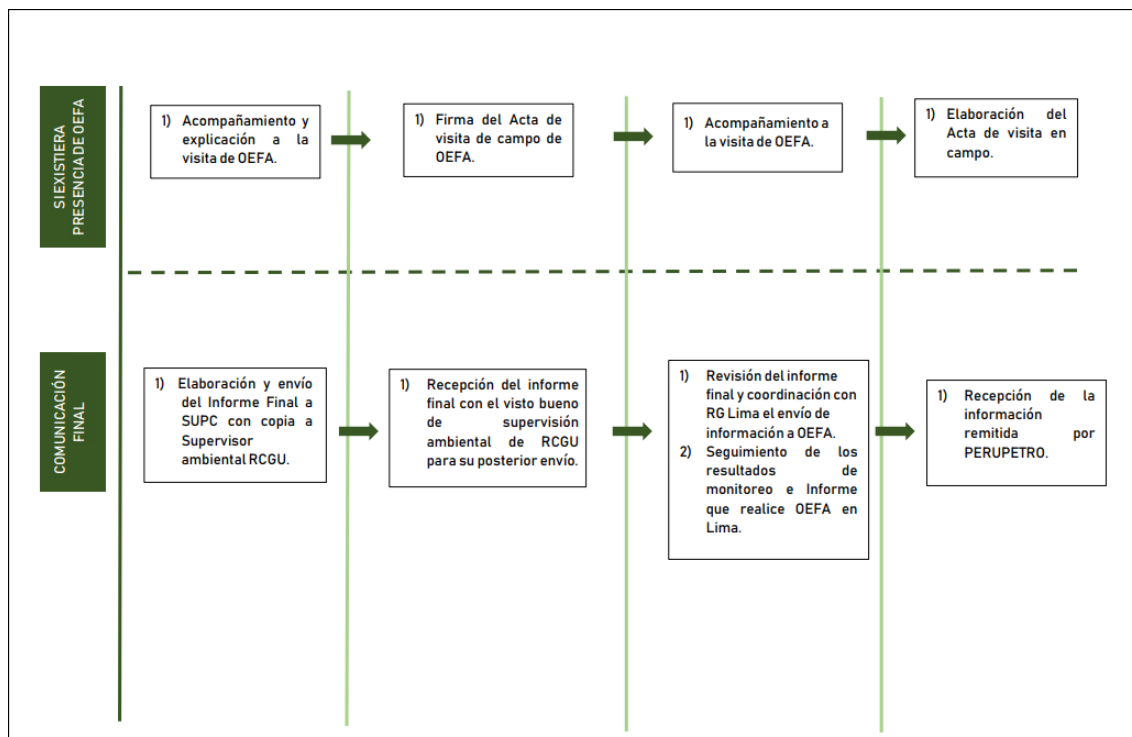 SI EXISTIERA
PRESENCIA DE OEFA
1) Acompañamiento y
explicación a la
visita de OEFA.
1) Firma del Acta de
visita de campo de
OEFA.
1) Acompañamiento a
la visita de OEFA.
1) Elaboración del
Acta de visita en
campo.
COMUNICACIÓN
FINAL
1) Elaboración y envío
del Informe Final a
SUPC con copia a
Supervisor
ambiental RCGU.
1) Recepción del informe
final con el visto bueno
de supervisión
ambiental de RCGU
para su posterior envío.
1) Revisión del informe
final y coordinación con
RG Lima el envío de
información a OEFA.
2) Seguimiento de los
resultados de
monitoreo e Informe
que realice OEFA en
Lima.
1) Recepción de la
información
remitida por
PERUPETRO.